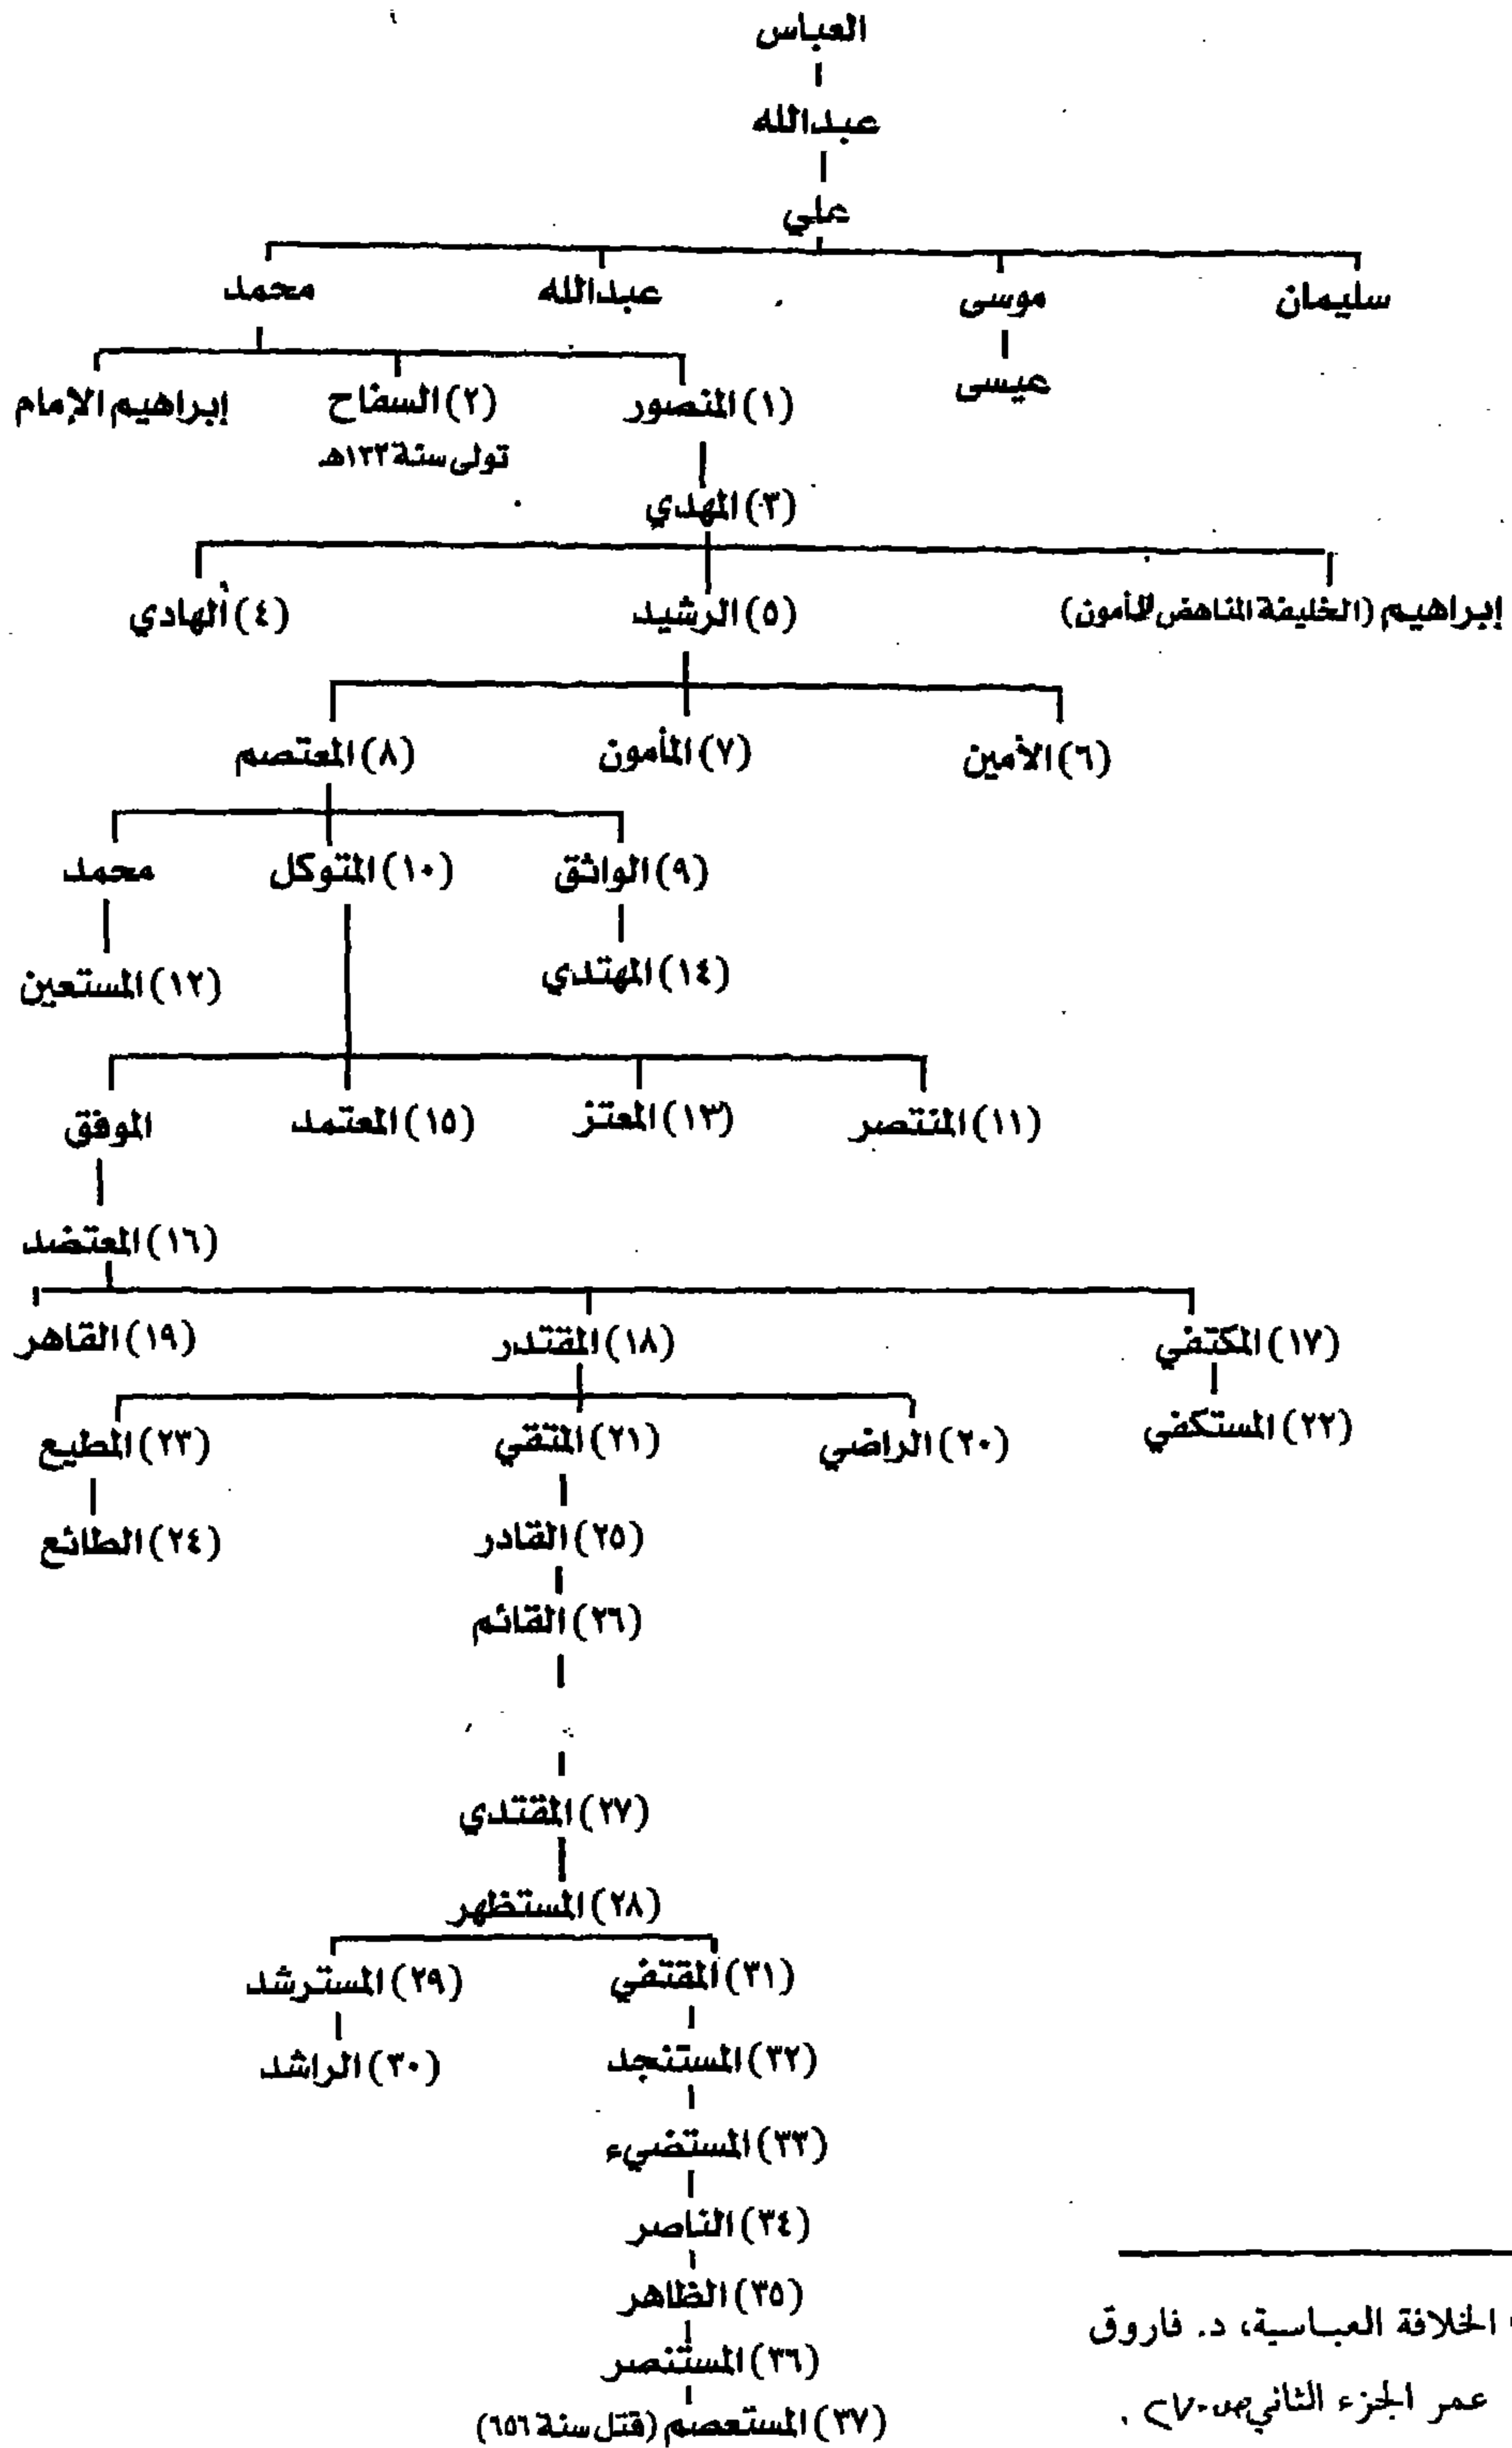 العباس
عبدالله
علي
سليمان موسى عبدالله محمد
عيسى
(١) المنصور (٢) السفاح إبراهيم الإمام
تولى سنة ١٣٢هـ
(٣) المهدي
إبراهيم (الخليفة المناهض للمأمون) (٥) الرشيد (٤) ألهادي
(٦) الأمين (٧) المأمون (٨) المعتصم
(٩) الواثق (١٠) المتوكل محمد
(١٤) المهتدي (١٢) المستعين
(١١) المنتصر (١٣) المعتز (١٥) المعتمد الموفق
(١٦) المعتضد
(١٧) المكتفي (١٨) المقتدر (١٩) القاهر
(٢٢) المستكفي (٢٠) الراضي (٢١) المتقي (٢٣) المطيع
(٢٥) القادر (٢٤) الطائع
(٢٦) القائم
(٢٧) المقتدي
(٢٨) المستظهر
(٣١) المقتفي (٢٩) المسترشد
(٣٢) المستنجد (٣٠) الراشد
(٣٣) المستضيء
(٣٤) الناصر
(٣٥) الظاهر
(٣٦) المستنصر
(٣٧) المستعصم (قتل سنة ٦٥٦)
الخلافة العباسية، د. فاروق
عمر الجزء الثاني